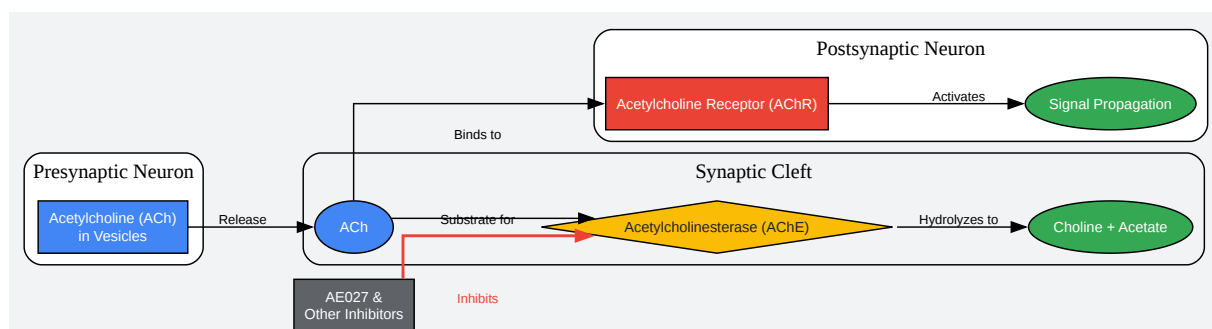 Postsynaptic Neuron
Acetylcholine Receptor (AChR)
Activates
Signal Propagation
Binds to
Presynaptic Neuron
Acetylcholine (ACh)
in Vesicles
Release
Synaptic Cleft
ACh
Substrate for
Acetylcholinesterase (AChE)
Hydrolyzes to
Choline + Acetate
AE027 &
Other Inhibitors
Inhibits